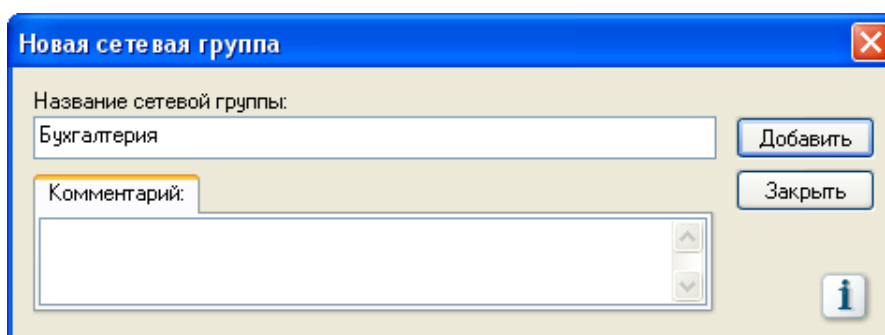 Новая сетевая группа
Название сетевой группы:
Бухгалтерия
Добавить
Комментарий:
Закрыть
i